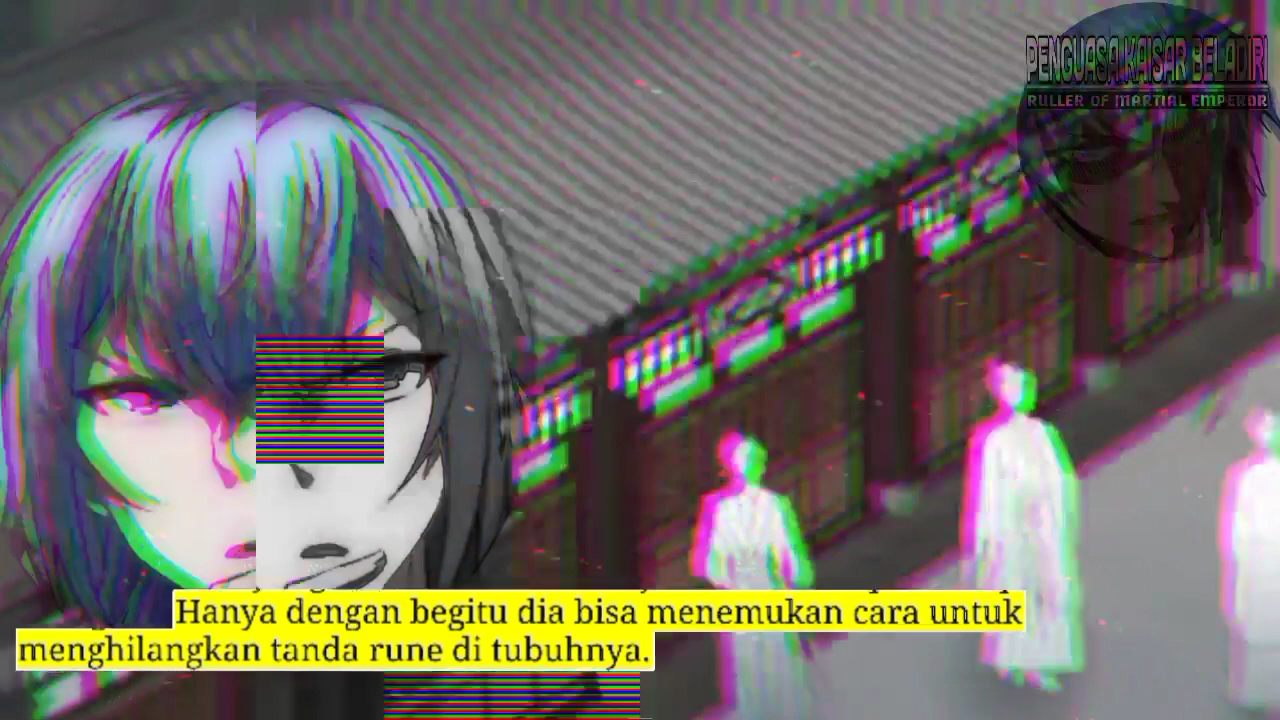 PENGUASA KAISAR BELADIRI
RULLER OF MARTIAL EMPEROR
Hanya dengan begitu dia bisa menemukan cara untuk
menghilangkan tanda rune di tubuhnya.